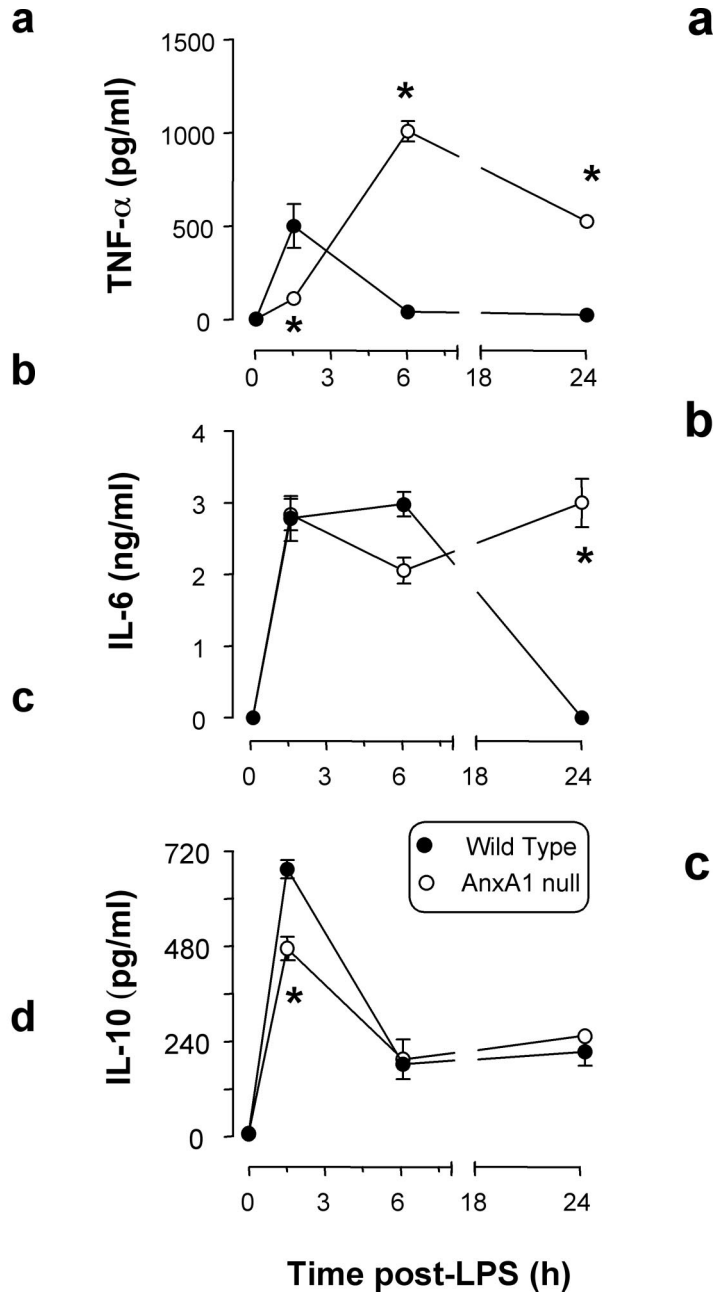 a
a
1500
1000
500
0
TNF-α (pg/ml)
*
*
*
0 3 6 18 24
b
b
4
3
2
1
0
IL-6 (ng/ml)
*
0 3 6 18 24
c
c
720
480
240
0
IL-10 (pg/ml)
Wild Type
AnxA1 null
*
d
0 3 6 18 24
Time post-LPS (h)